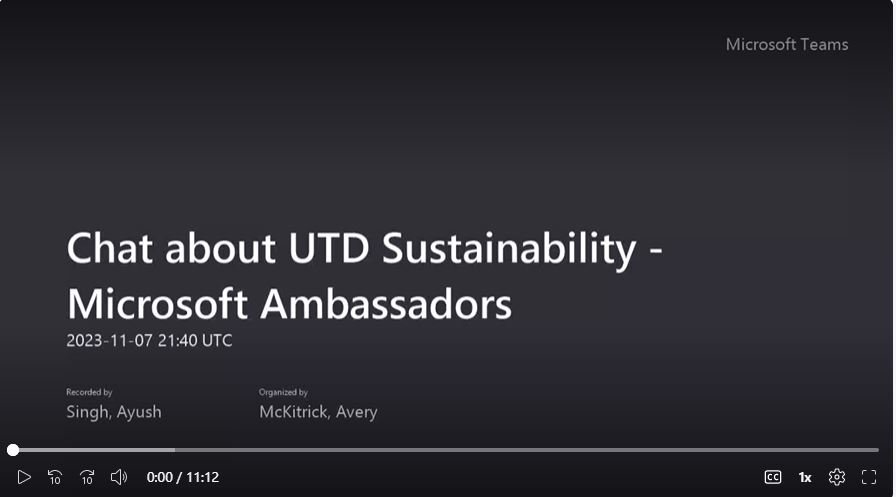 Microsoft Teams
Chat about UTD Sustainability -
Microsoft Ambassadors
2023-11-07 21:40 UTC
Recorded by
Organized by
Singh, Ayush
McKitrick, Avery
10
10
0:00 / 11:12
CC
1x